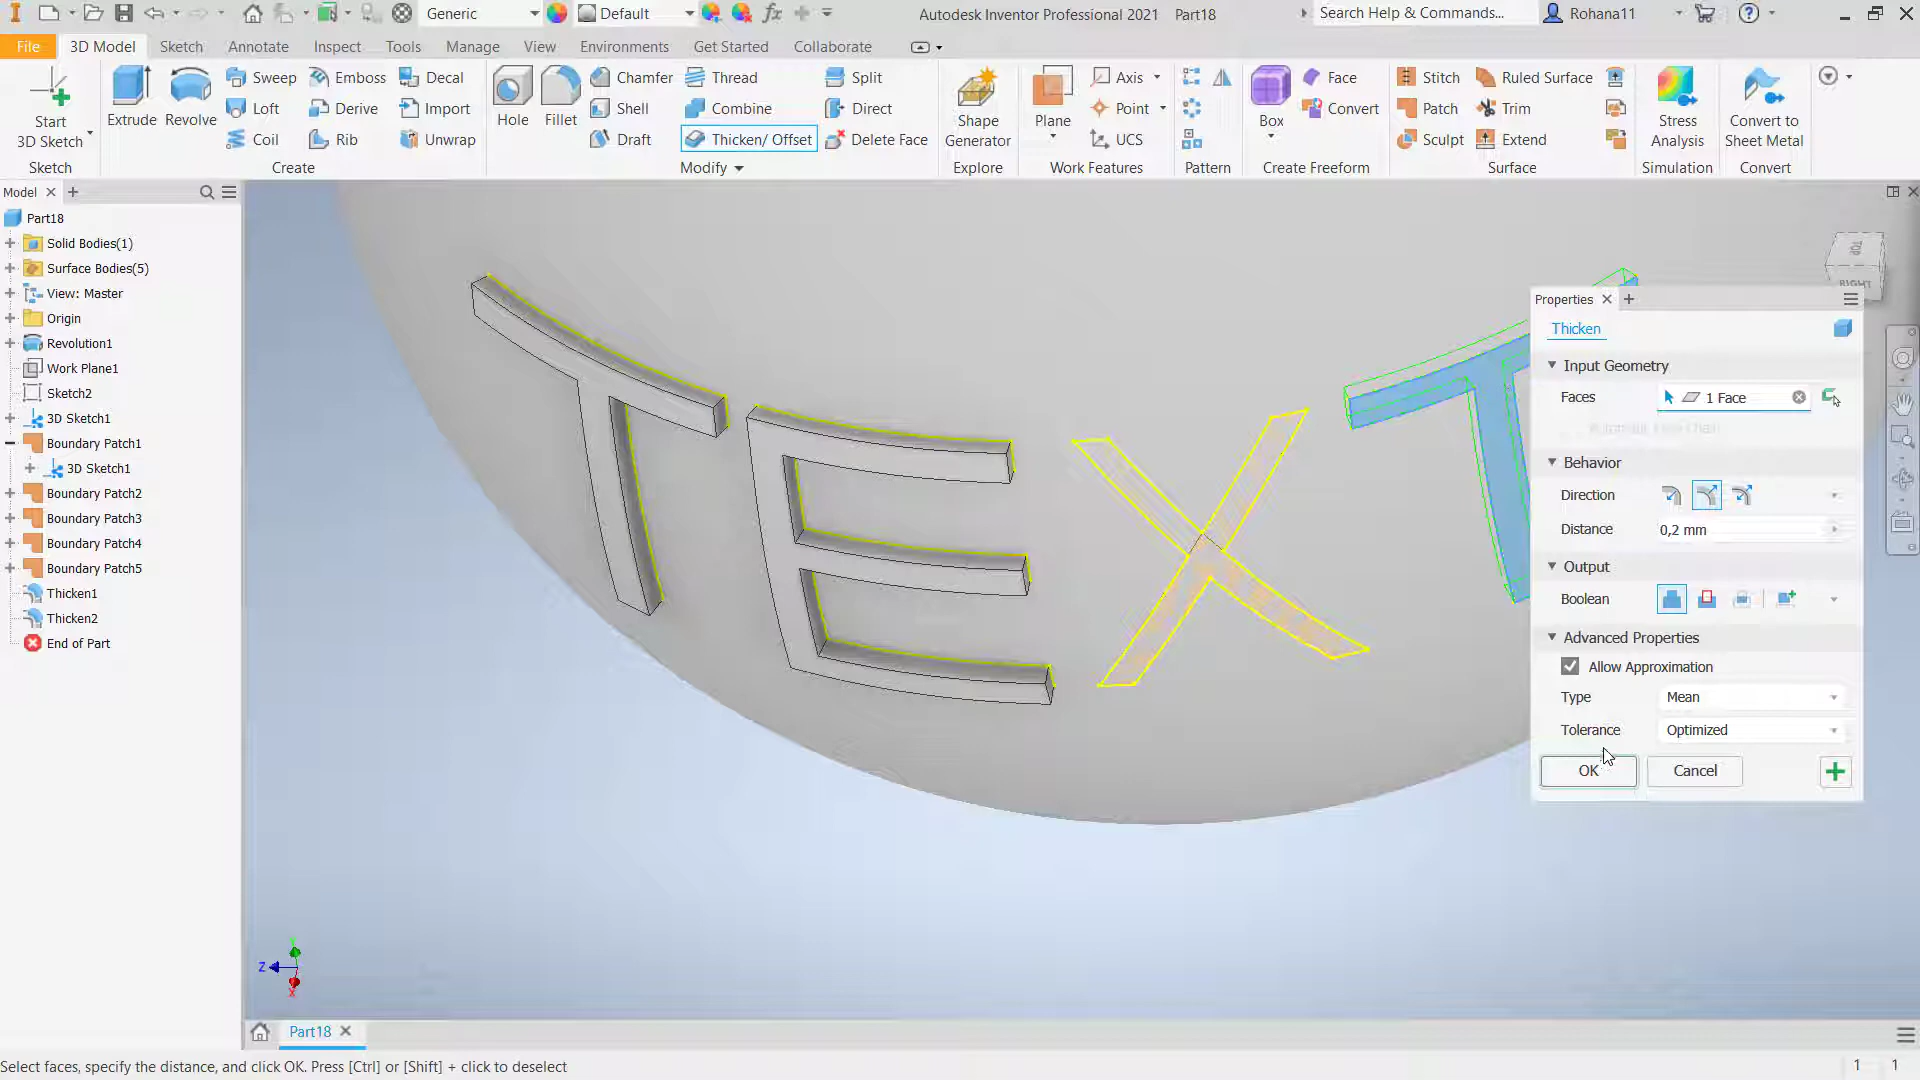 Generic
Default
Autodesk Inventor Professional 2021 Part18
Search Help & Commands...
Rohana11
File 3D Model Sketch Annotate Inspect Tools Manage View Environments Get Started Collaborate
Start
3D Sketch
Sketch
Extrude
Revolve
Sweep
Emboss
Decal
Loft
Derive
Import
Coil
Rib
Unwrap
Create
Hole
Fillet
Chamfer
Thread
Split
Shell
Combine
Direct
Draft
Thicken/ Offset
Delete Face
Modify
Shape
Generator
Explore
Plane
Axis
Point
UCS
Work Features
Pattern
Box
Face
Convert
Create Freeform
Stitch
Ruled Surface
Patch
Trim
Sculpt
Extend
Surface
Stress
Analysis
Simulation
Convert to
Sheet Metal
Convert
Model
Part18
Solid Bodies(1)
Surface Bodies(5)
View: Master
Origin
Revolution1
Work Plane1
Sketch2
3D Sketch1
Boundary Patch1
3D Sketch1
Boundary Patch2
Boundary Patch3
Boundary Patch4
Boundary Patch5
Thicken1
Thicken2
End of Part
TEXT
TOP
RIGHT
Properties
Thicken
Input Geometry
Faces 1 Face
Behavior
Direction
Distance 0,2 mm
Output
Boolean
Advanced Properties
Allow Approximation
Type Mean
Tolerance Optimized
OK Cancel
Z
X
Part18
Select faces, specify the distance, and click OK. Press [Ctrl] or [Shift] + click to deselect
1 1